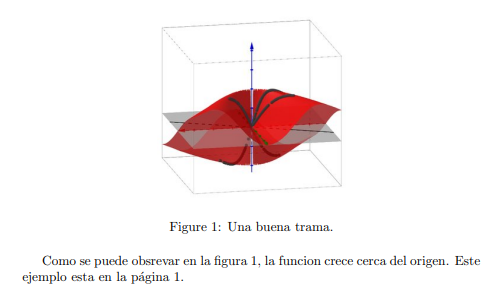 Figure 1: Una buena trama.
Como se puede obsrevar en la figura 1, la funcion crece cerca del origen. Este
ejemplo esta en la página 1.